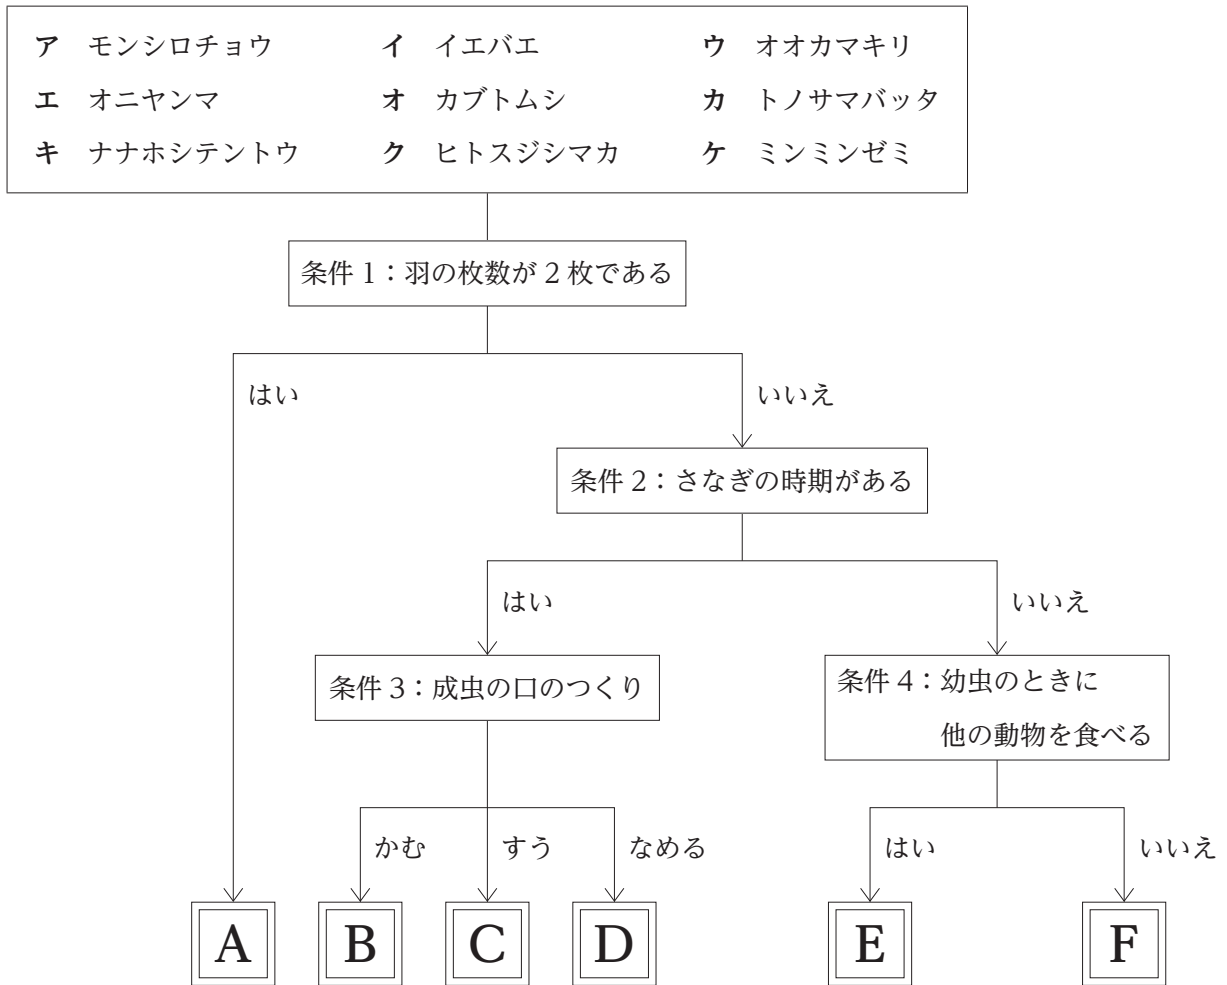 ア モンシロチョウ イ イエバエ ウ オオカマキリ
エ オニヤンマ オ カブトムシ カ トノサマバッタ
キ ナナホシテントウ ク ヒトスジシマカ ケ ミンミンゼミ
条件 1：羽の枚数が 2 枚である
はい いいえ
条件 2：さなぎの時期がある
はい いいえ
条件 3：成虫の口のつくり
条件 4：幼虫のときに
他の動物を食べる
かむ すう なめる はい いいえ
A B C D E F